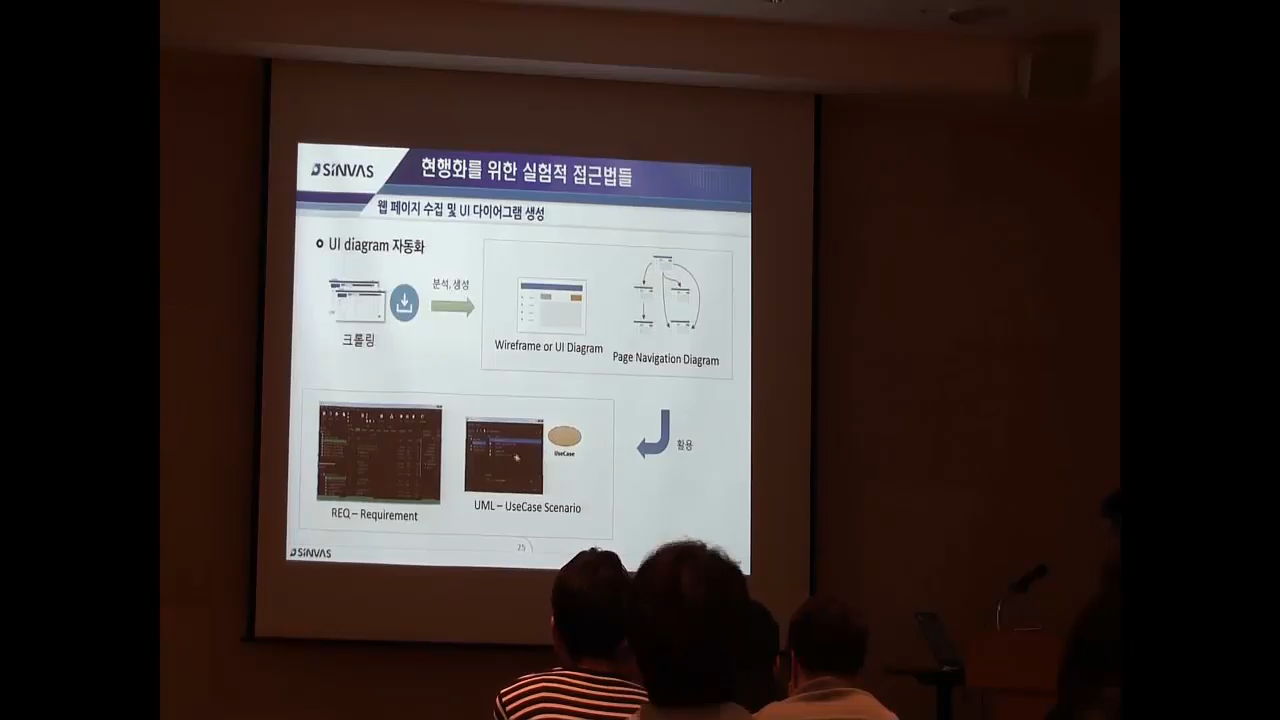 SINVAS
현행화를 위한 실험적 접근법들
웹 페이지 수집 및 UI 다이어그램 생성
UI diagram 자동화
크롤링
분석,생성
Wireframe or UI Diagram
Page Navigation Diagram
활용
REQ – Requirement
UML – UseCase Scenario
UseCase
SINVAS
25